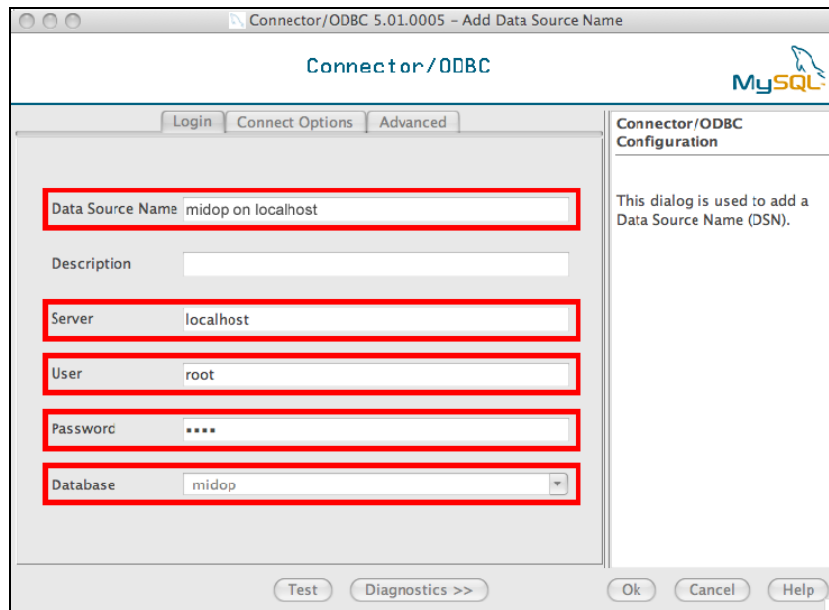 Connector/ODBC 5.01.0005 – Add Data Source Name
Connector/ODBC
MySQL
Login
Connect Options
Advanced
Data Source Name
midop on localhost
Description
Server
localhost
User
root
Password
••••
Database
midop
Connector/ODBC
Configuration
This dialog is used to add a
Data Source Name (DSN).
Test
Diagnostics >>
Ok
Cancel
Help